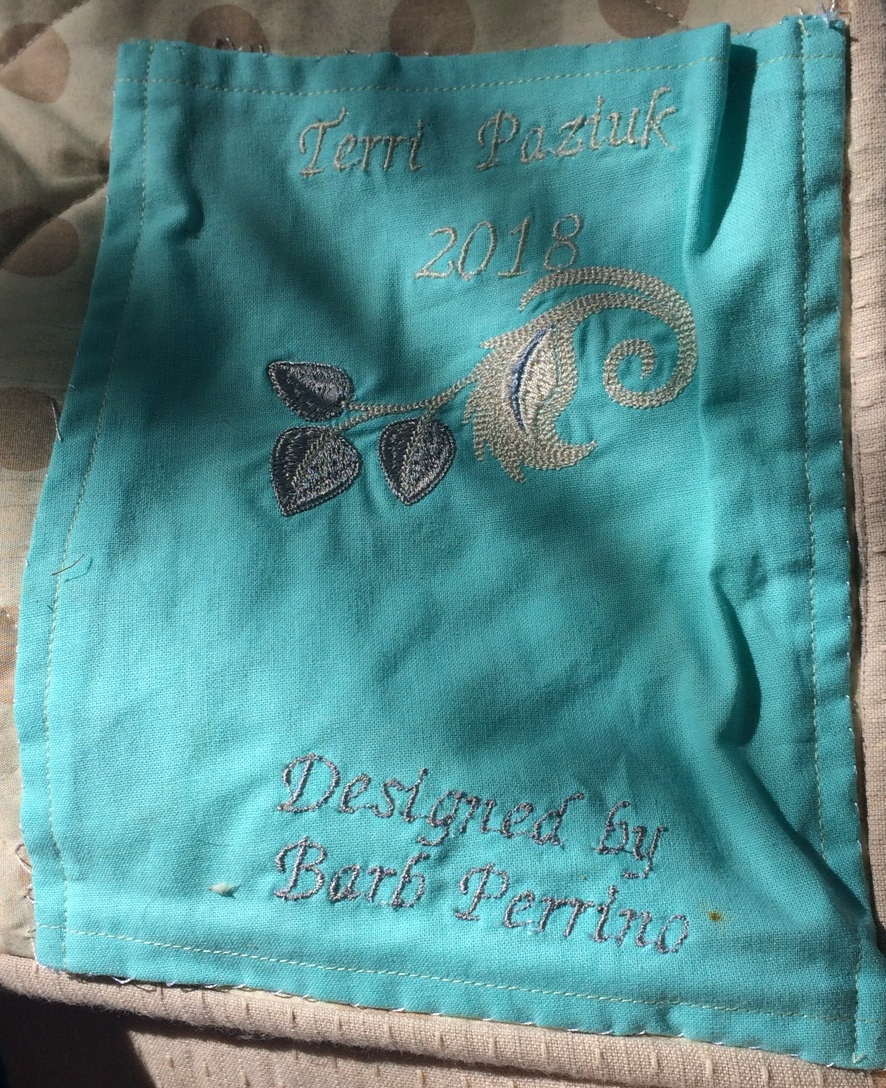 Terri Paziuk
2018
Designed by
Barb Perrino